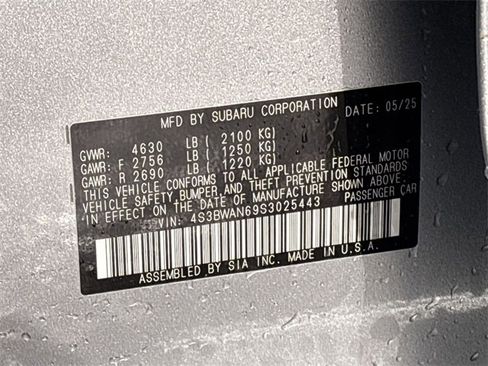 MFD BY SUBARU CORPORATION DATE: 05/25
GVWR: 4630 LB ( 2100 KG)
GAWR: F 2756 LB ( 1250 KG)
GAWR: R 2690 LB ( 1220 KG)
THIS VEHICLE CONFORMS TO ALL APPLICABLE FEDERAL MOTOR
VEHICLE SAFETY, BUMPER, AND THEFT PREVENTION STANDARDS
IN EFFECT ON THE DATE OF MANUFACTURE SHOWN ABOVE.
VIN: 4S3BWAN69S3025443 PASSENGER CAR
ASSEMBLED BY SIA INC. MADE IN U.S.A.